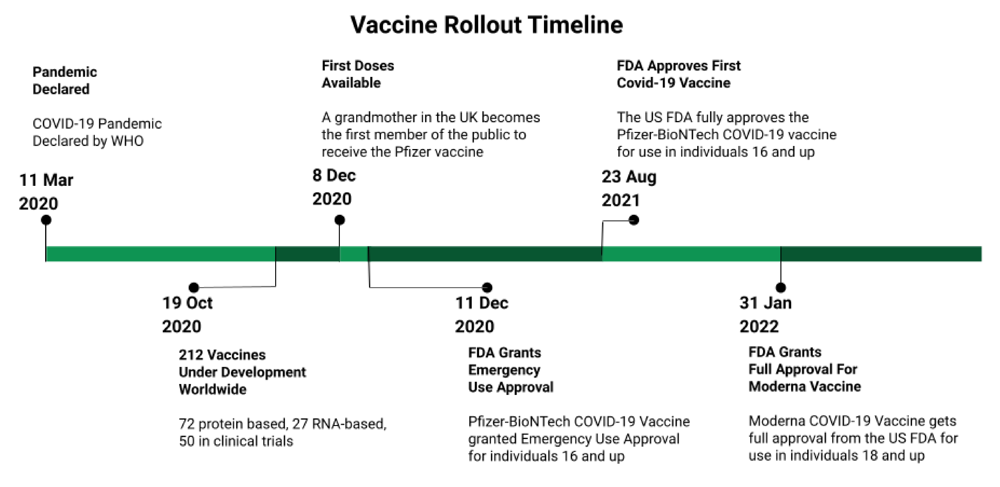 Vaccine Rollout Timeline
Pandemic
Declared
COVID-19 Pandemic
Declared by WHO
11 Mar
2020
First Doses
Available
A grandmother in the UK becomes
the first member of the public to
receive the Pfizer vaccine
8 Dec
2020
FDA Approves First
Covid-19 Vaccine
The US FDA fully approves the
Pfizer-BioNTech COVID-19 vaccine
for use in individuals 16 and up
23 Aug
2021
19 Oct
2020
212 Vaccines
Under Development
Worldwide
72 protein based, 27 RNA-based,
50 in clinical trials
11 Dec
2020
FDA Grants
Emergency
Use Approval
Pfizer-BioNTech COVID-19 Vaccine
granted Emergency Use Approval
for individuals 16 and up
31 Jan
2022
FDA Grants
Full Approval For
Moderna Vaccine
Moderna COVID-19 Vaccine gets
full approval from the US FDA for
use in individuals 18 and up